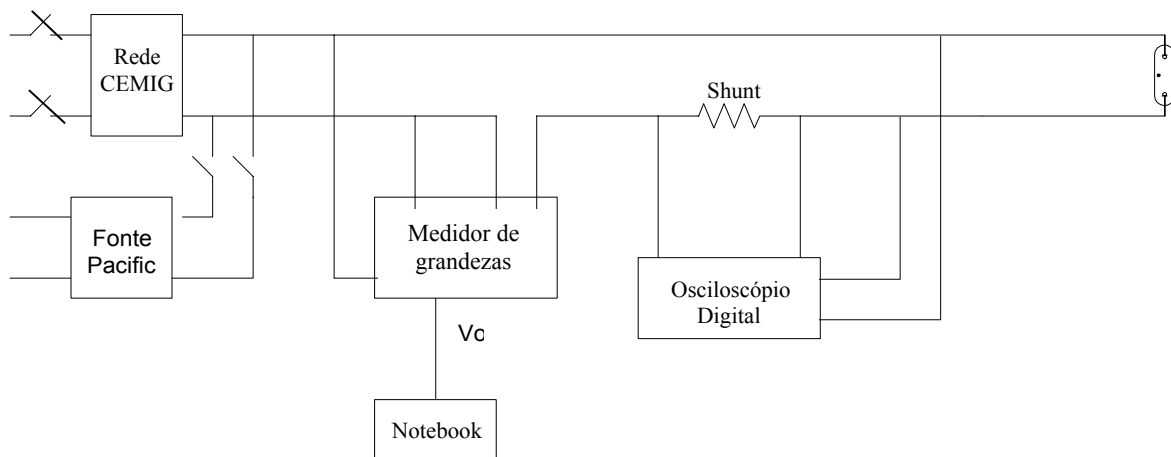 Rede
CEMIG
Shunt
Fonte
Pacific
Medidor de
grandezas
Osciloscópio
Digital
Vo
Notebook